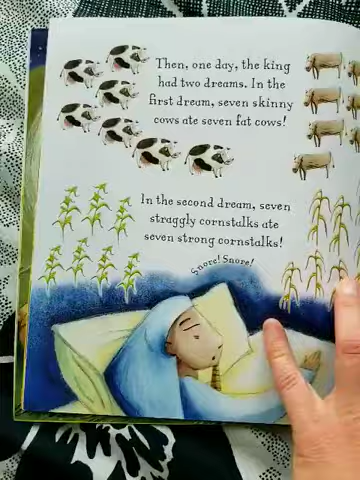 Then, one day, the king
had two dreams. In the
first dream, seven skinny
cows ate seven fat cows!
In the second dream, seven
straggly cornstalks ate
seven strong cornstalks!
Snore! Snore!